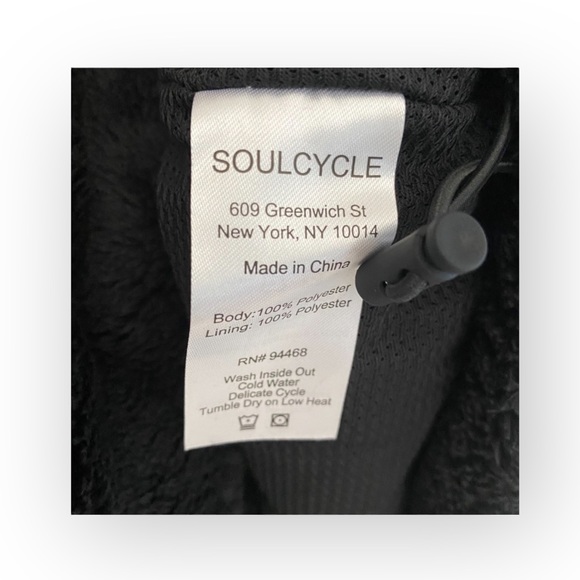 SOULCYCLE
609 Greenwich St
New York, NY 10014
Made in China
Body: 100% Polyester
Lining: 100% Polyester
RN# 94468
Wash Inside Out
Cold Water
Delicate Cycle
Tumble Dry on Low Heat